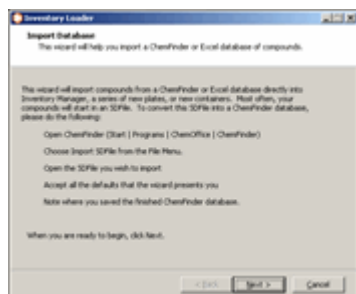 Inventory Loader
Import Database
This wizard will help you import a ChemFinder or Excel database of compounds.
This wizard will import compounds from a ChemFinder or Excel database directly into
Inventory Manager, a series of new plates, or new containers. Most often, your
compounds will start in an SDFile. To convert this SDFile into a ChemFinder database,
please do the following:
Open ChemFinder (Start | Programs | ChemOffice | ChemFinder)
Choose Import SDFile from the File Menu.
Open the SDFile you wish to import
Accept all the defaults that the wizard presents you
Note where you saved the finished ChemFinder database.
When you are ready to begin, click Next.
< Back Next > Cancel